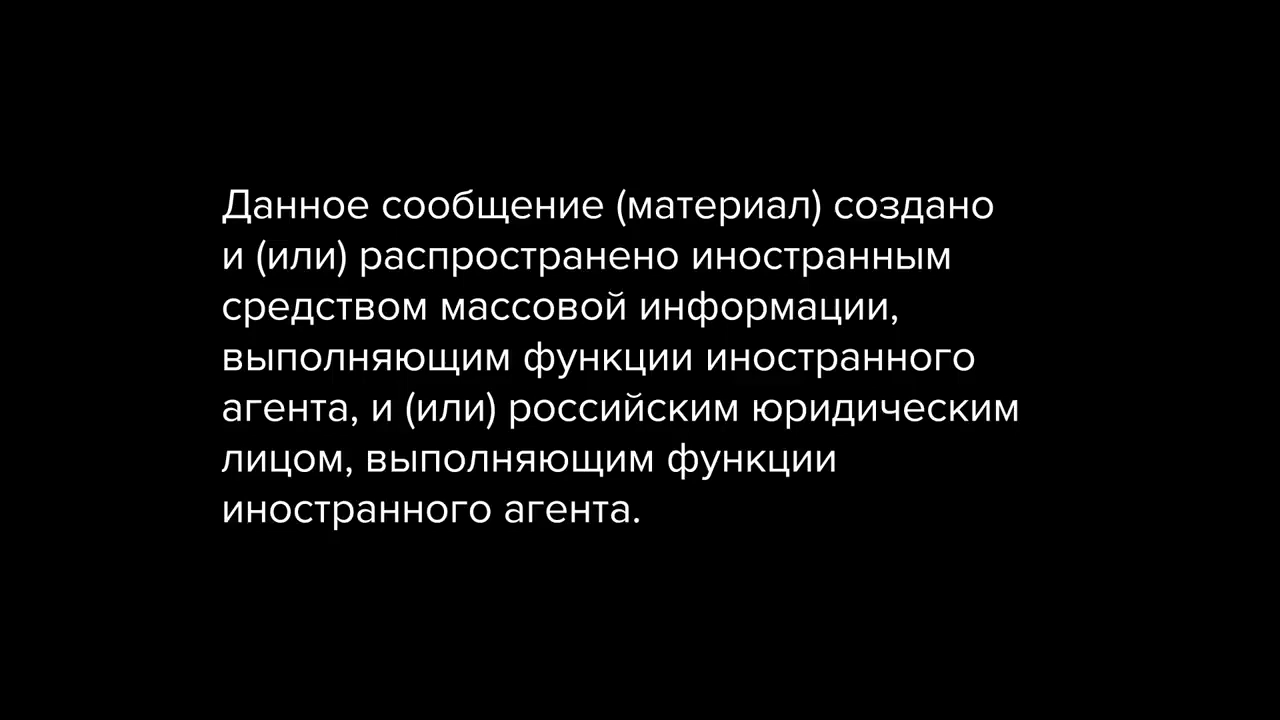 Данное сообщение (материал) создано
и (или) распространено иностранным
средством массовой информации,
выполняющим функции иностранного
агента, и (или) российским юридическим
лицом, выполняющим функции
иностранного агента.